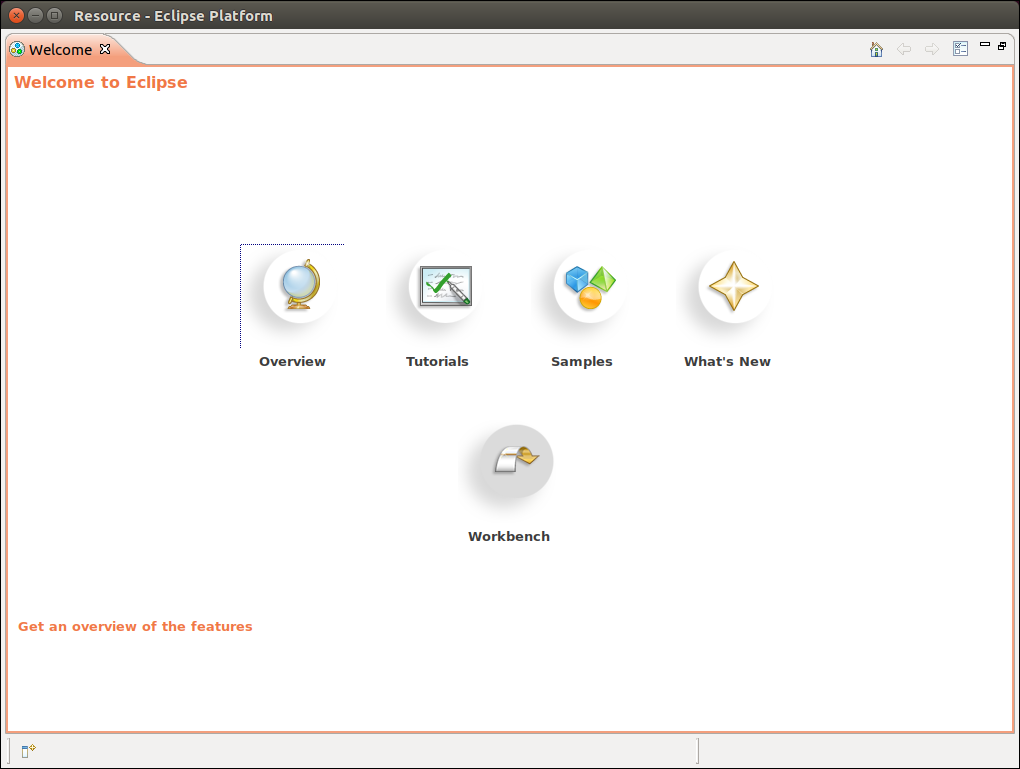 Resource - Eclipse Platform
Welcome
Welcome to Eclipse
Overview Tutorials Samples What's New
Workbench
Get an overview of the features